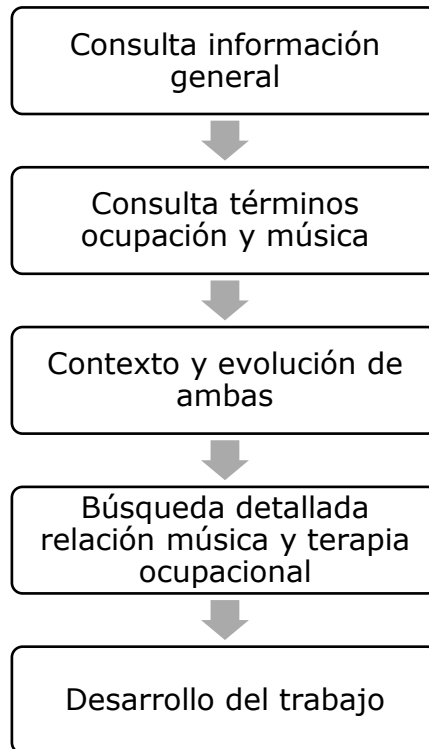 Consulta información
general
Consulta términos
ocupación y música
Contexto y evolución de
ambas
Búsqueda detallada
relación música y terapia
ocupacional
Desarrollo del trabajo